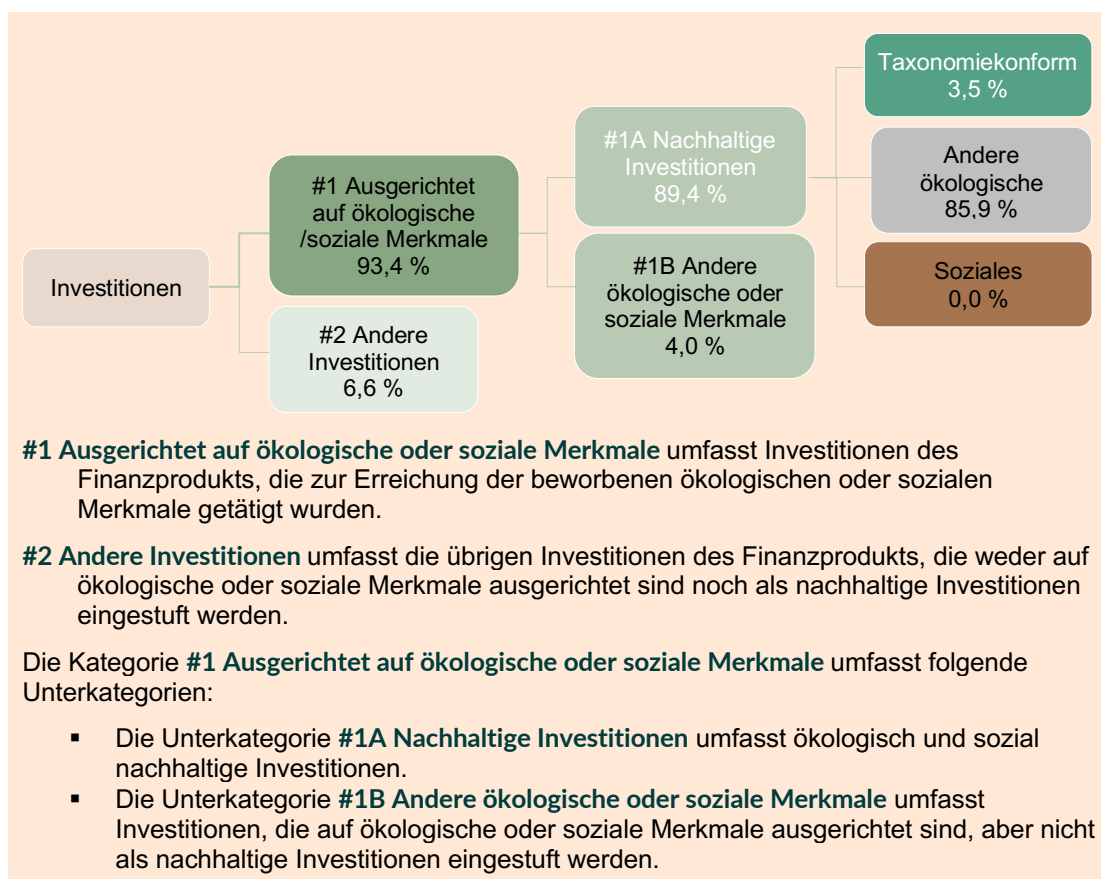 Investitionen
#1 Ausgerichtet
auf ökologische
/soziale Merkmale
93,4 %
#2 Andere
Investitionen
6,6 %
#1A Nachhaltige
Investitionen
89,4 %
#1B Andere
ökologische oder
soziale Merkmale
4,0 %
Taxonomiekonform
3,5 %
Andere
ökologische
85,9 %
Soziales
0,0 %
#1 Ausgerichtet auf ökologische oder soziale Merkmale umfasst Investitionen des
Finanzprodukts, die zur Erreichung der beworbenen ökologischen oder sozialen
Merkmale getätigt wurden.
#2 Andere Investitionen umfasst die übrigen Investitionen des Finanzprodukts, die weder auf
ökologische oder soziale Merkmale ausgerichtet sind noch als nachhaltige Investitionen
eingestuft werden.
Die Kategorie #1 Ausgerichtet auf ökologische oder soziale Merkmale umfasst folgende
Unterkategorien:
▪ Die Unterkategorie #1A Nachhaltige Investitionen umfasst ökologisch und sozial
nachhaltige Investitionen.
▪ Die Unterkategorie #1B Andere ökologische oder soziale Merkmale umfasst
Investitionen, die auf ökologische oder soziale Merkmale ausgerichtet sind, aber nicht
als nachhaltige Investitionen eingestuft werden.